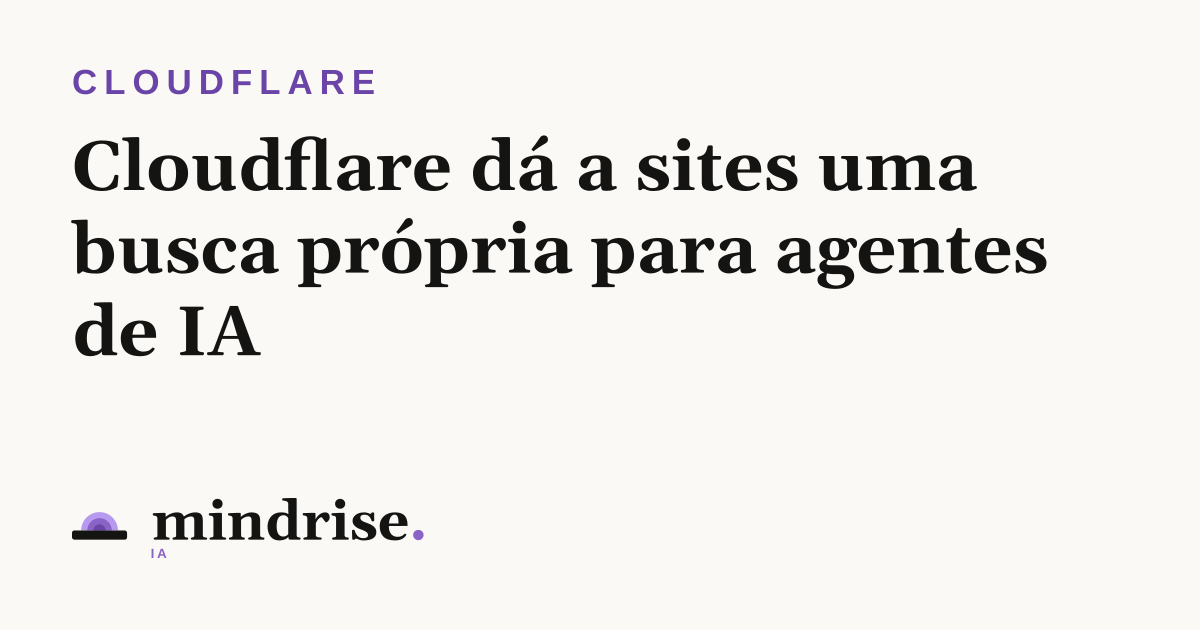 CLOUDFLARE
Cloudflare dá a sites uma
busca própria para agentes
de IA
mindrise.
IA